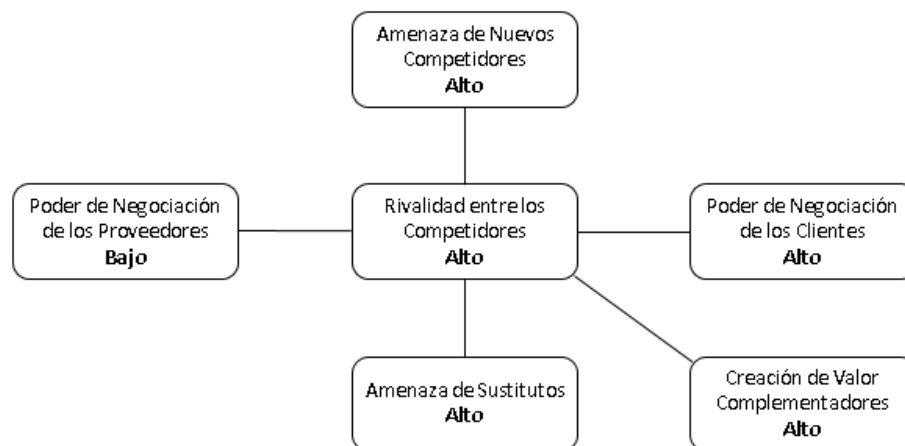 Amenaza de Nuevos
Competidores
Alto
Poder de Negociación
de los Proveedores
Bajo
Rivalidad entre los
Competidores
Alto
Poder de Negociación
de los Clientes
Alto
Amenaza de Sustitutos
Alto
Creación de Valor
Complementadores
Alto